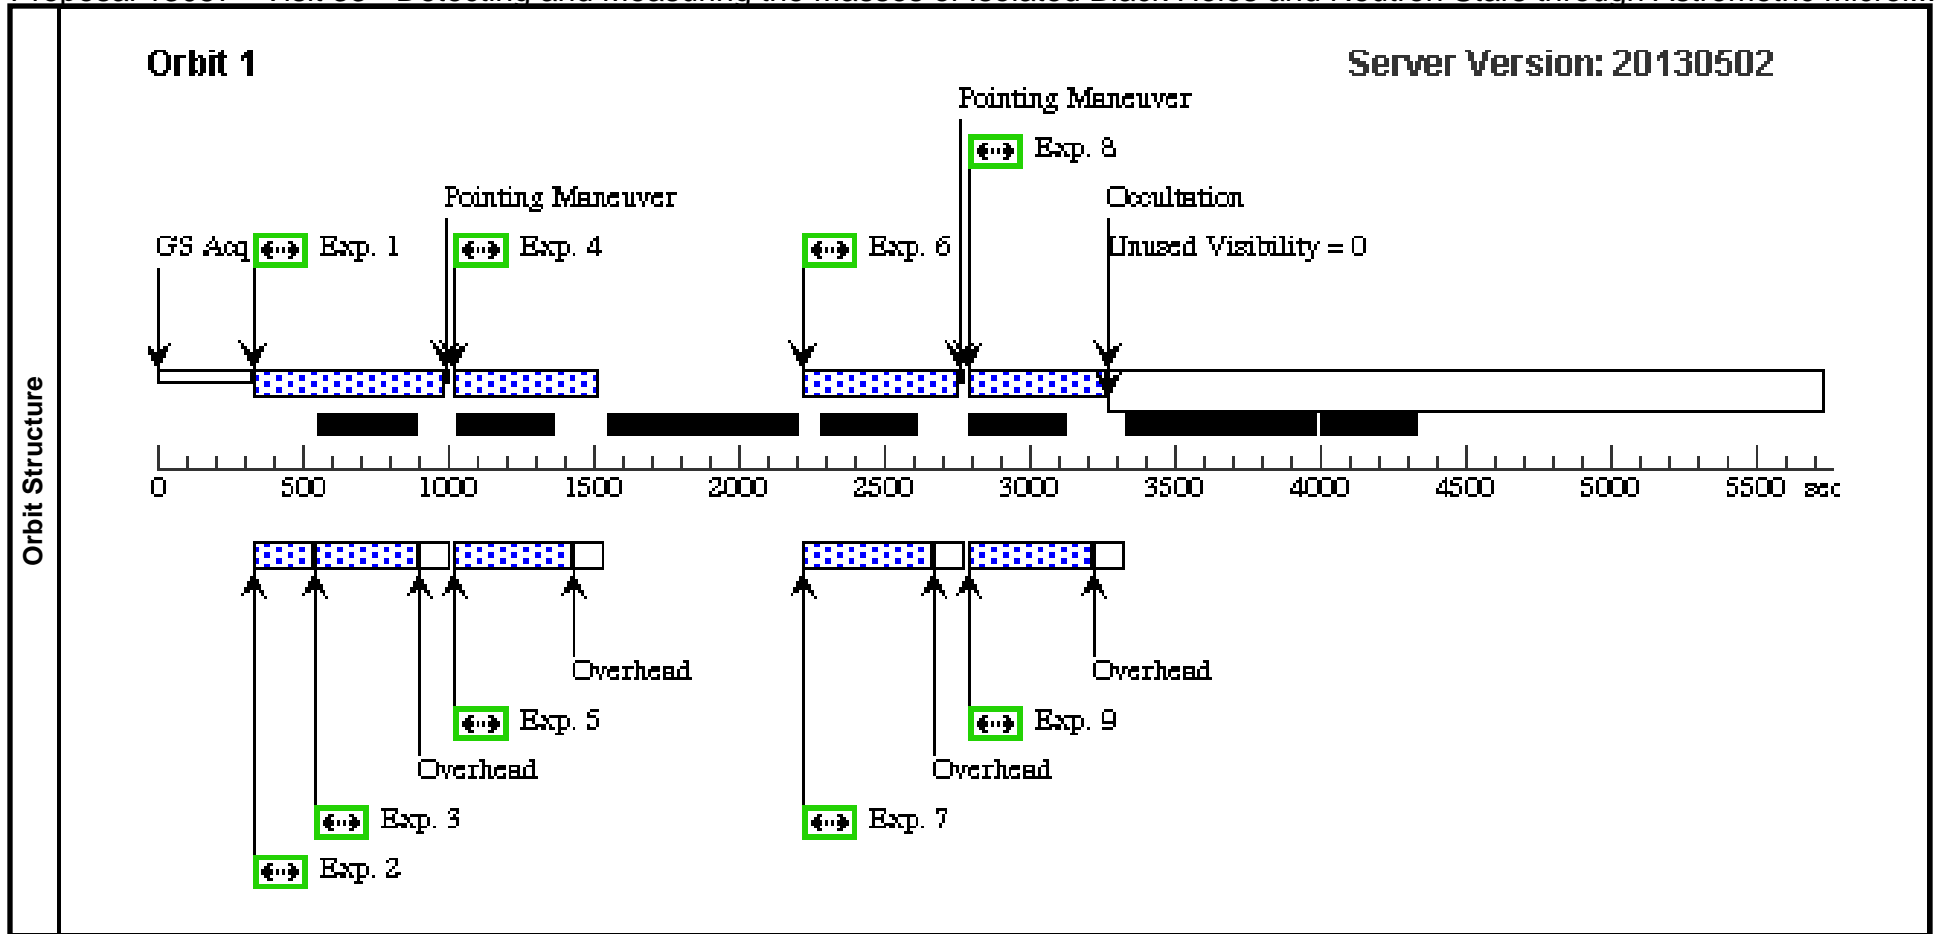 Orbit 1
Server Version: 20130502
Pointing Maneuver
Exp. 8
Pointing Maneuver
Occultation
GS Acq
Exp. 1
Exp. 4
Exp. 6
Unused Visibility = 0
Orbit Structure
0 500 1000 1500 2000 2500 3000 3500 4000 4500 5000 5500 sec
Overhead
Overhead
Exp. 5
Exp. 9
Overhead
Overhead
Exp. 3
Exp. 7
Exp. 2